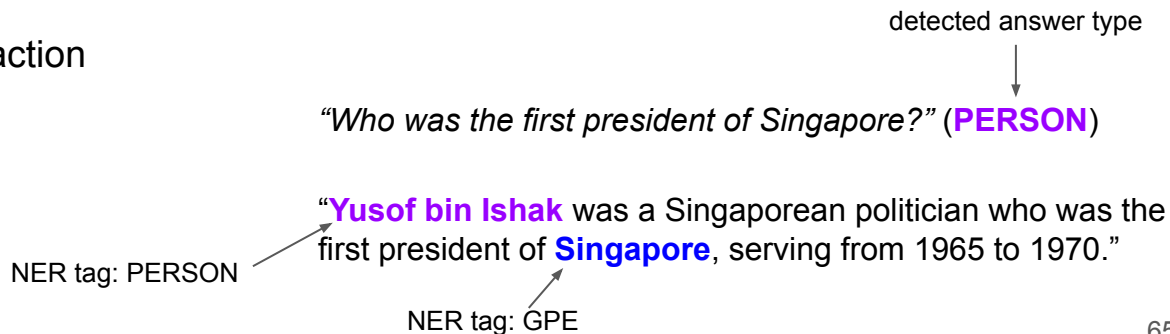 detected answer type
action
“Who was the first president of Singapore?” (PERSON)
“Yusof bin Ishak was a Singaporean politician who was the
first president of Singapore, serving from 1965 to 1970.”
NER tag: PERSON
NER tag: GPE
65